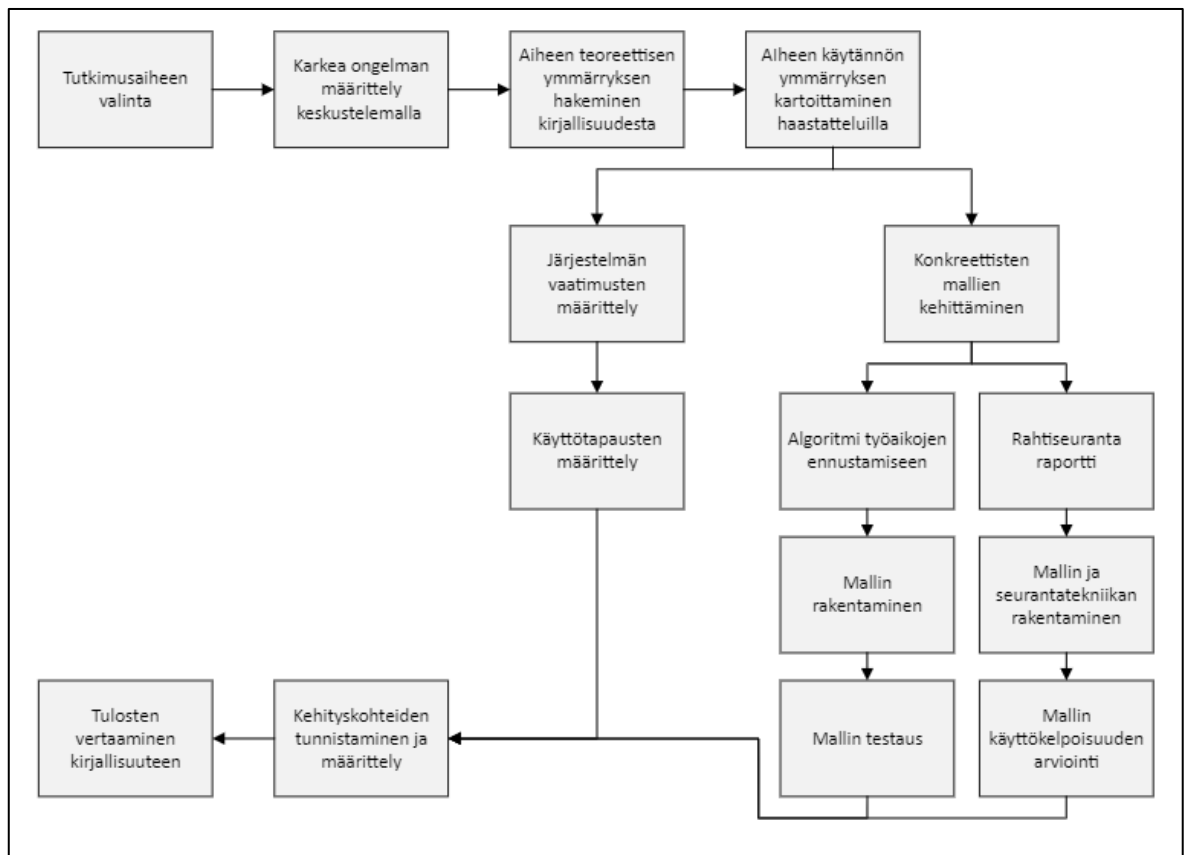 Tutkimusaiheen
valinta
Karkea ongelman
määrittely
keskustelemalla
Aiheen teoreettisen
ymmärryksen
hakeminen
kirjallisuudesta
AIheen käytännön
ymmärryksen
kartoittaminen
haastatteluilla
Järjestelmän
vaatimusten
määrittely
Konkreettisten
mallien
kehittäminen
Käyttötapausten
määrittely
Algoritmi työaikojen
ennustamiseen
Rahtiseuranta
raportti
Mallin
rakentaminen
Mallin ja
seurantatekniikan
rakentaminen
Tulosten
vertaaminen
kirjallisuuteen
Kehityskohteiden
tunnistaminen ja
määrittely
Mallin testaus
Mallin
käyttökelpoisuuden
arviointi